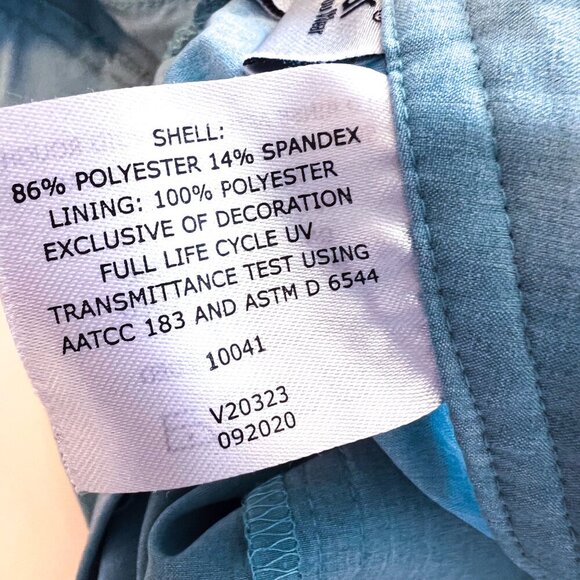 SHELL:
86% POLYESTER 14% SPANDEX
LINING: 100% POLYESTER
EXCLUSIVE OF DECORATION
FULL LIFE CYCLE UV
TRANSMITTANCE TEST USING
AATCC 183 AND ASTM D 6544
10041
V20323
092020